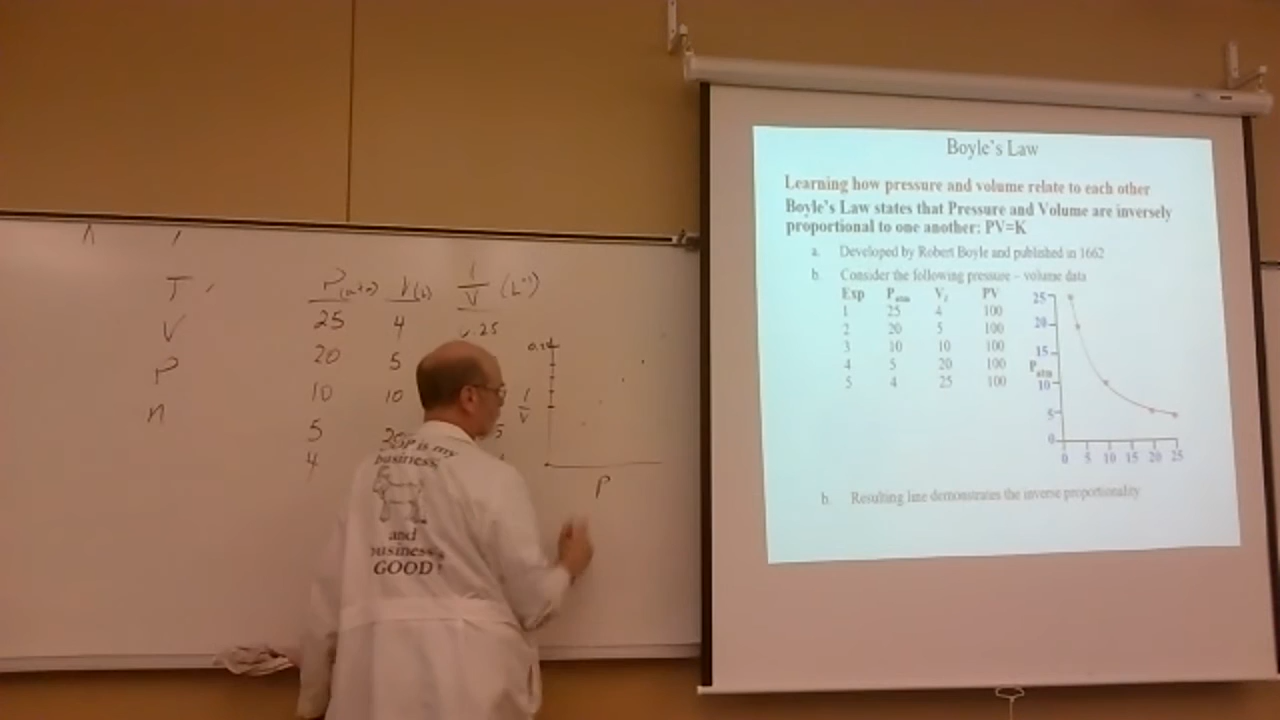 T
V
P
n
P(atm) V(L) 1/V (L⁻¹)
25 4 .25
20 5
10 10
5
4
1/V
P
is my
business
and
business is
GOOD!
Boyle's Law
Learning how pressure and volume relate to each other
Boyle's Law states that Pressure and Volume are inversely
proportional to one another: PV=K
a. Developed by Robert Boyle and published in 1662
b. Consider the following pressure – volume data
Exp Patm VL PV
1 25 4 100
2 20 5 100
3 10 10 100
4 5 20 100
5 4 25 100
25
20
15
Patm
10
5
0
0 5 10 15 20 25
b. Resulting line demonstrates the inverse proportionality